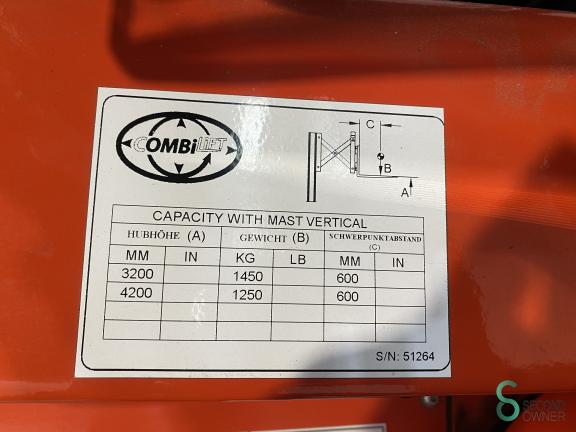 COMBiLIFT
C
B
A
CAPACITY WITH MAST VERTICAL
HUBHÖHE (A) GEWICHT (B) SCHWERPUNKTABSTAND (C)
MM IN KG LB MM IN
3200 1450 600
4200 1250 600
S/N: 51264
SECOND
OWNER